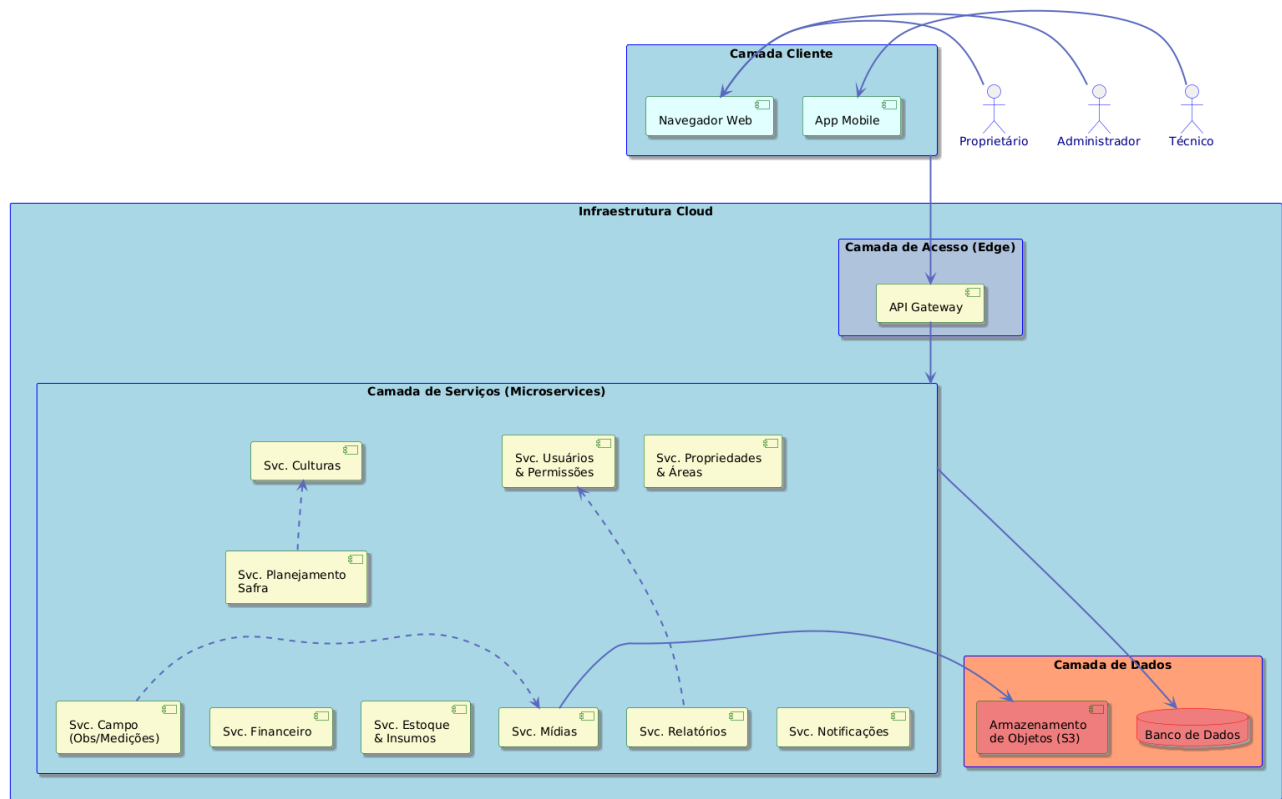 Camada Cliente
Navegador Web
App Mobile
Proprietário
Administrador
Técnico
Infraestrutura Cloud
Camada de Acesso (Edge)
API Gateway
Camada de Serviços (Microservices)
Svc. Culturas
Svc. Usuários
& Permissões
Svc. Propriedades
& Áreas
Svc. Planejamento
Safra
Camada de Dados
Svc. Campo
(Obs/Medições)
Svc. Financeiro
Svc. Estoque
& Insumos
Svc. Mídias
Svc. Relatórios
Svc. Notificações
Armazenamento
de Objetos (S3)
Banco de Dados